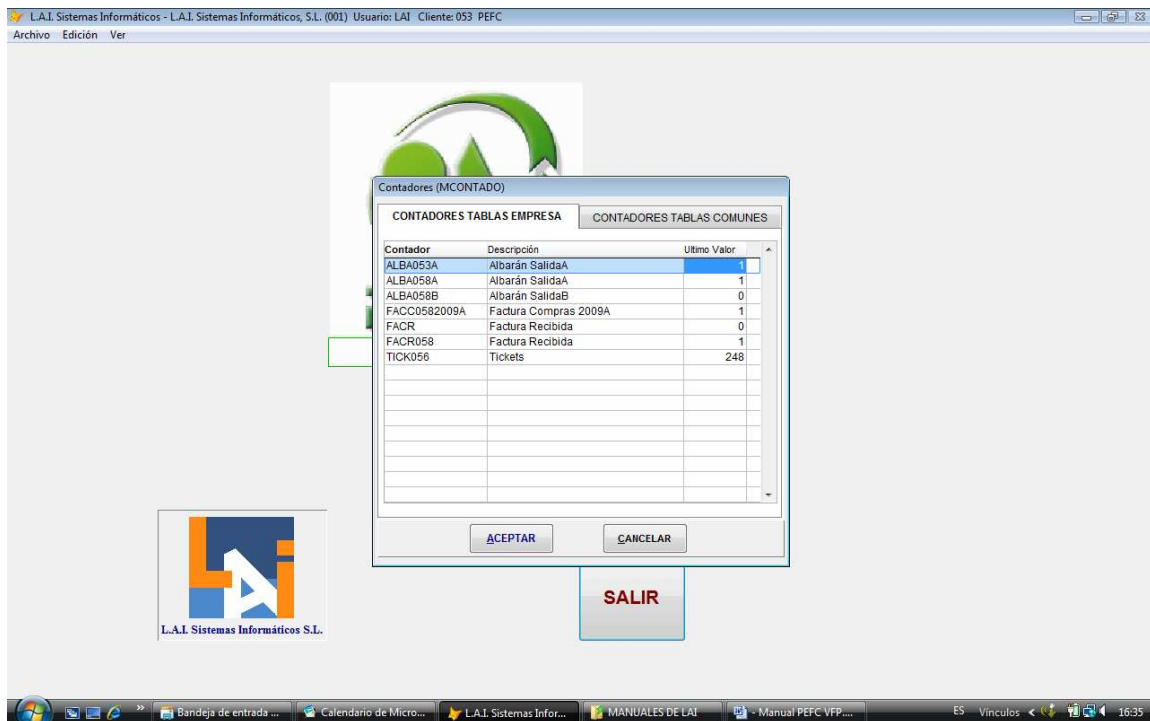 L.A.I. Sistemas Informáticos - L.A.I. Sistemas Informáticos, S.L. (001) Usuario: LAI Cliente: 053 PEFC
Archivo Edición Ver
Contadores (MCONTADO)
CONTADORES TABLAS EMPRESA CONTADORES TABLAS COMUNES
Contador Descripción Ultimo Valor
ALBA053A Albarán SalidaA 1
ALBA058A Albarán SalidaA 1
ALBA058B Albarán SalidaB 0
FACC0582009A Factura Compras 2009A 1
FACR Factura Recibida 0
FACR058 Factura Recibida 1
TICK056 Tickets 248
ACEPTAR CANCELAR
SALIR
LAi
L.A.I. Sistemas Informáticos S.L.
Bandeja de entrada ... Calendario de Micro... L.A.I. Sistemas Infor... MANUALES DE LAI - Manual PEFC VFP.... ES Vínculos 16:35